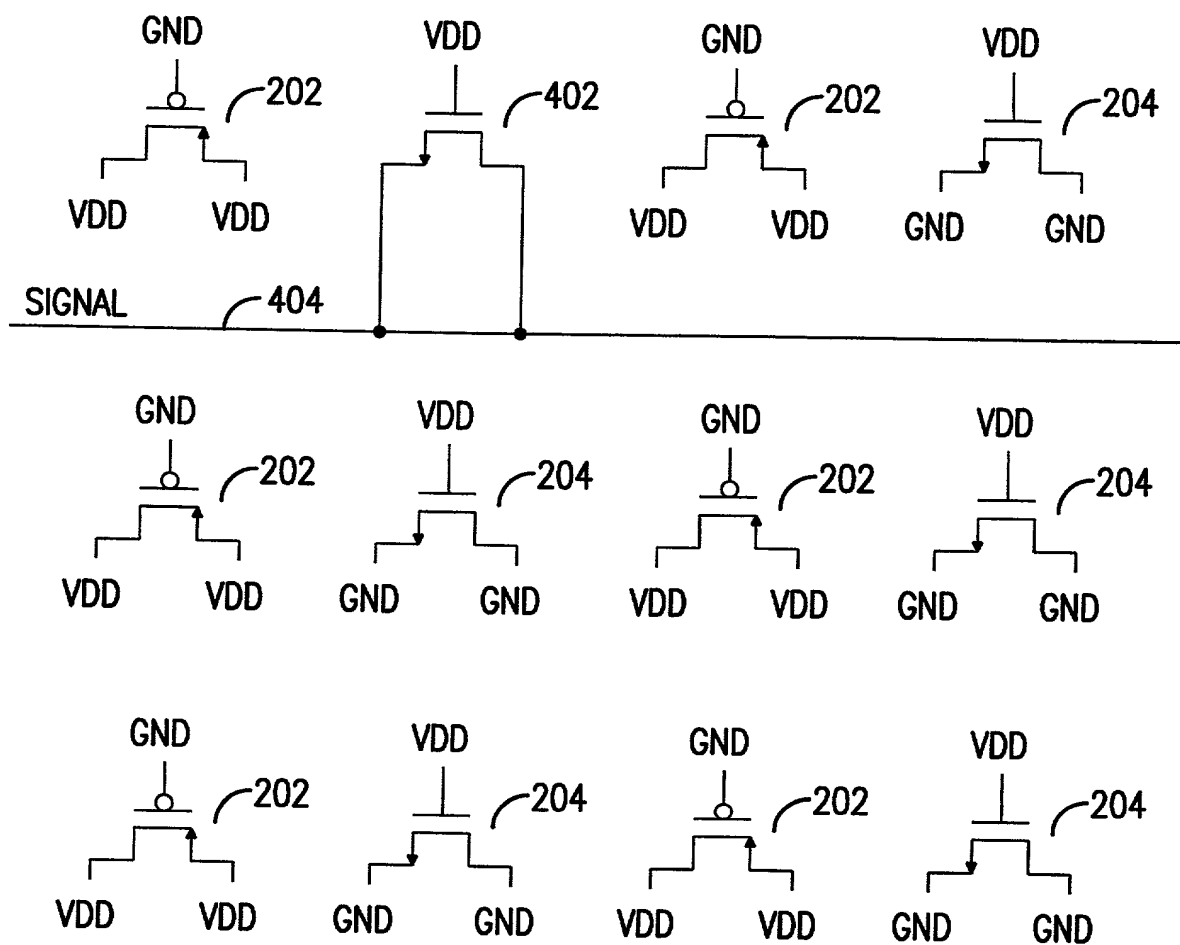 GND VDD GND VDD
202 402 202 204
VDD VDD VDD VDD GND GND
SIGNAL 404
GND VDD GND VDD
202 204 202 204
VDD VDD GND GND VDD VDD GND GND
GND VDD GND VDD
202 204 202 204
VDD VDD GND GND VDD VDD GND GND